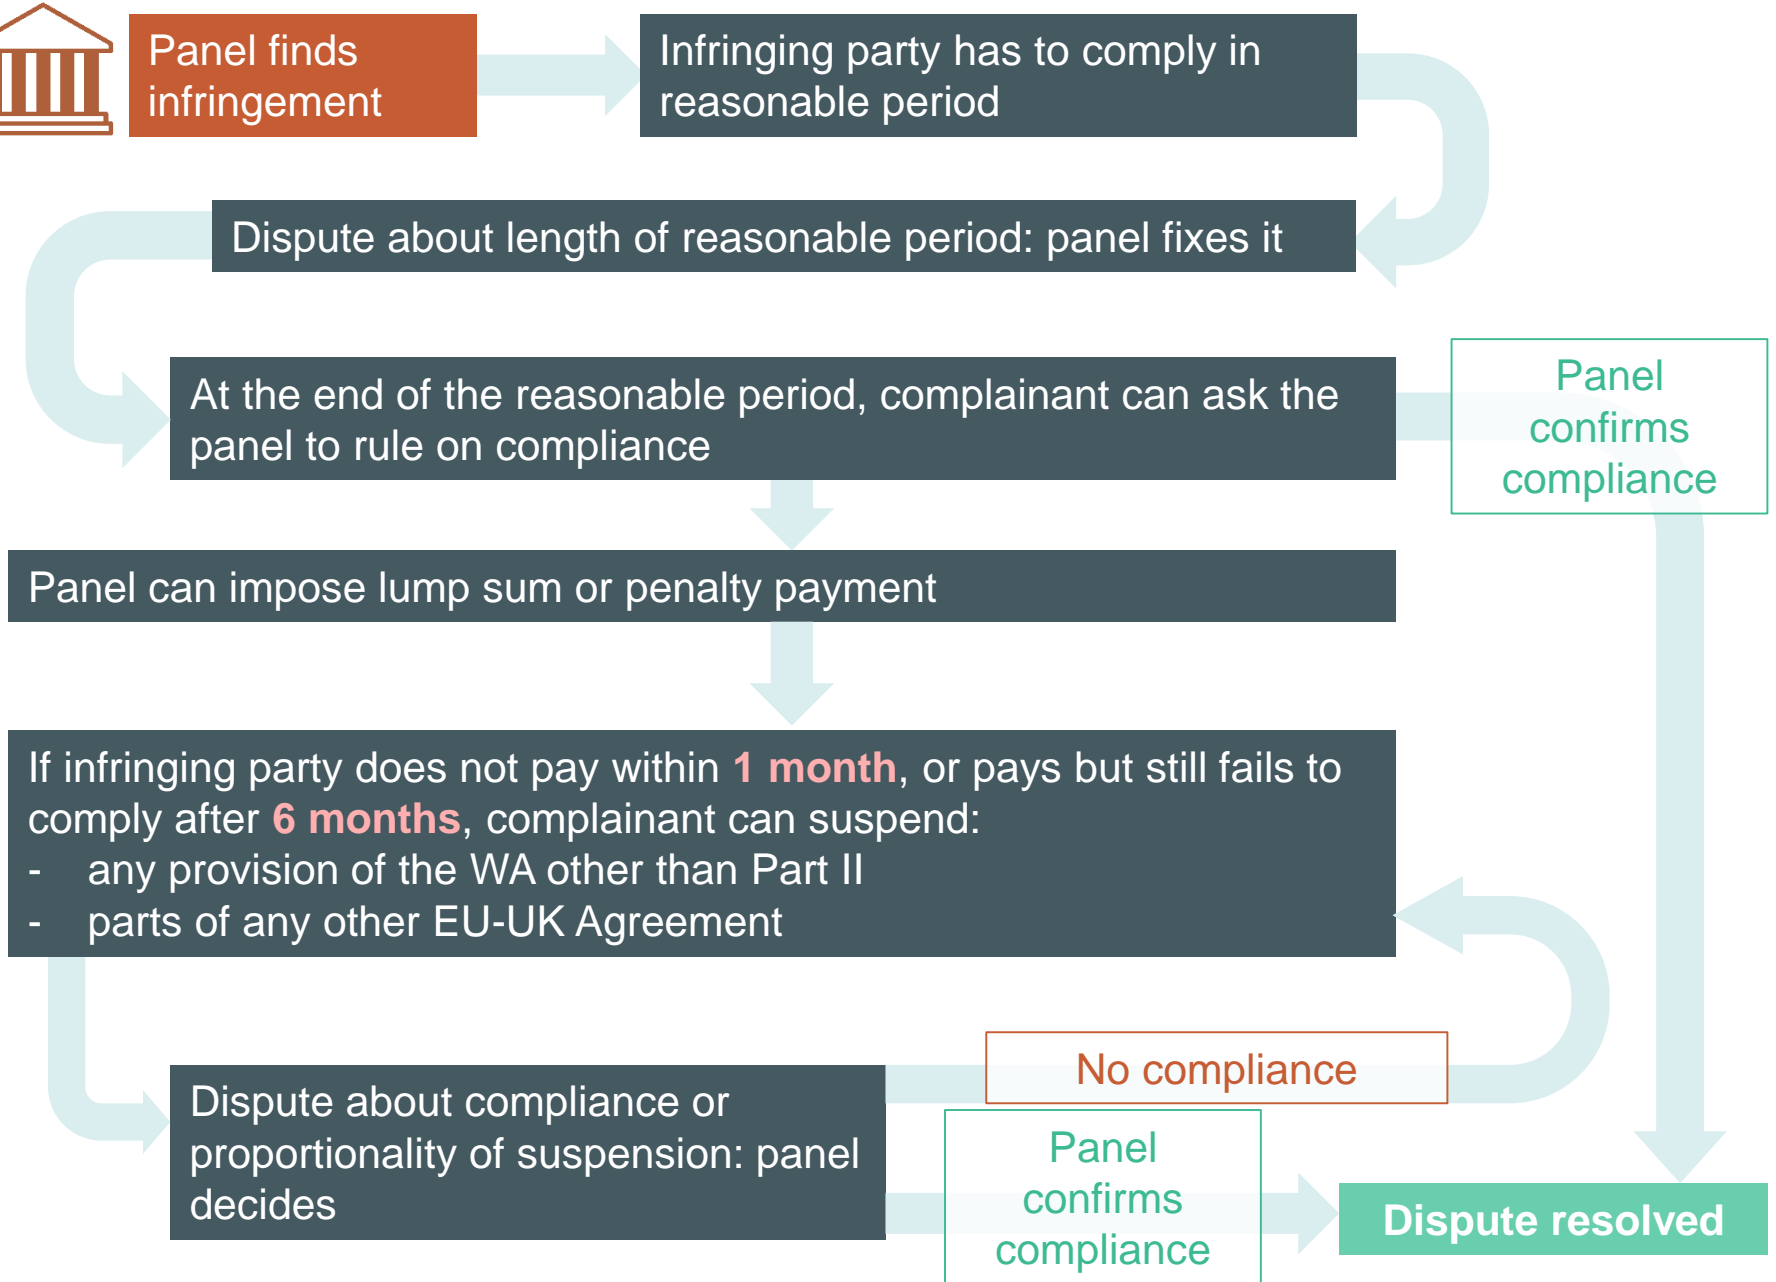 Panel finds
infringement
Infringing party has to comply in
reasonable period
Dispute about length of reasonable period: panel fixes it
At the end of the reasonable period, complainant can ask the
panel to rule on compliance
Panel
confirms
compliance
Panel can impose lump sum or penalty payment
If infringing party does not pay within 1 month, or pays but still fails to
comply after 6 months, complainant can suspend:
- any provision of the WA other than Part II
- parts of any other EU-UK Agreement
No compliance
Dispute about compliance or
proportionality of suspension: panel
decides
Panel
confirms
compliance
Dispute resolved